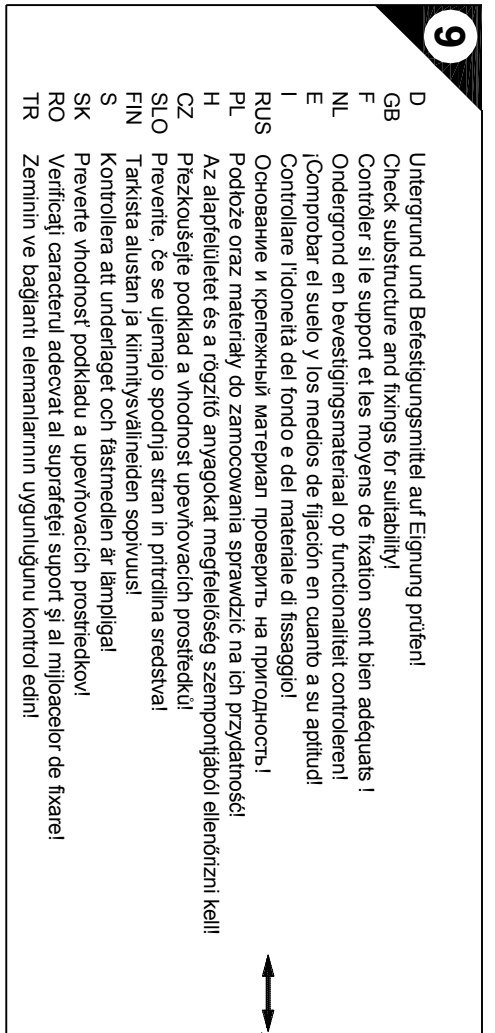 9
D Untergrund und Befestigungsmittel auf Eignung prüfen!
GB Check substructure and fixings for suitability!
F Contrôler si le support et les moyens de fixation sont bien adéquats !
NL Ondergrond en bevestigingsmateriaal op functionaliteit controleren!
E ¡Comprobar el suelo y los medios de fijación en cuanto a su aptitud!
I Controllare l'idoneità del fondo e del materiale di fissaggio!
RUS Основание и крепежный материал проверить на пригодность!
PL Podłoże oraz materiały do zamocowania sprawdzić na ich przydatność!
H Az alapfelületet és a rögzítő anyagokat megfelelőség szempontjából ellenőrizni kell!
CZ Přezkoušejte podklad a vhodnost upevňovacích prostředků!
SLO Preverite, če se ujemajo spodnja stran in pritrdilna sredstva!
FIN Tarkista alustan ja kiinnitysvälineiden sopivuus!
S Kontrollera att underlaget och fästmedlen är lämpliga!
SK Preverte vhodnosť podkladu a upevňovacích prostriedkov!
RO Verificaţi caracterul adecvat al suprafeţei suport şi al mijloacelor de fixare!
TR Zeminin ve bağlantı elemanlarının uygunluğunu kontrol edin!